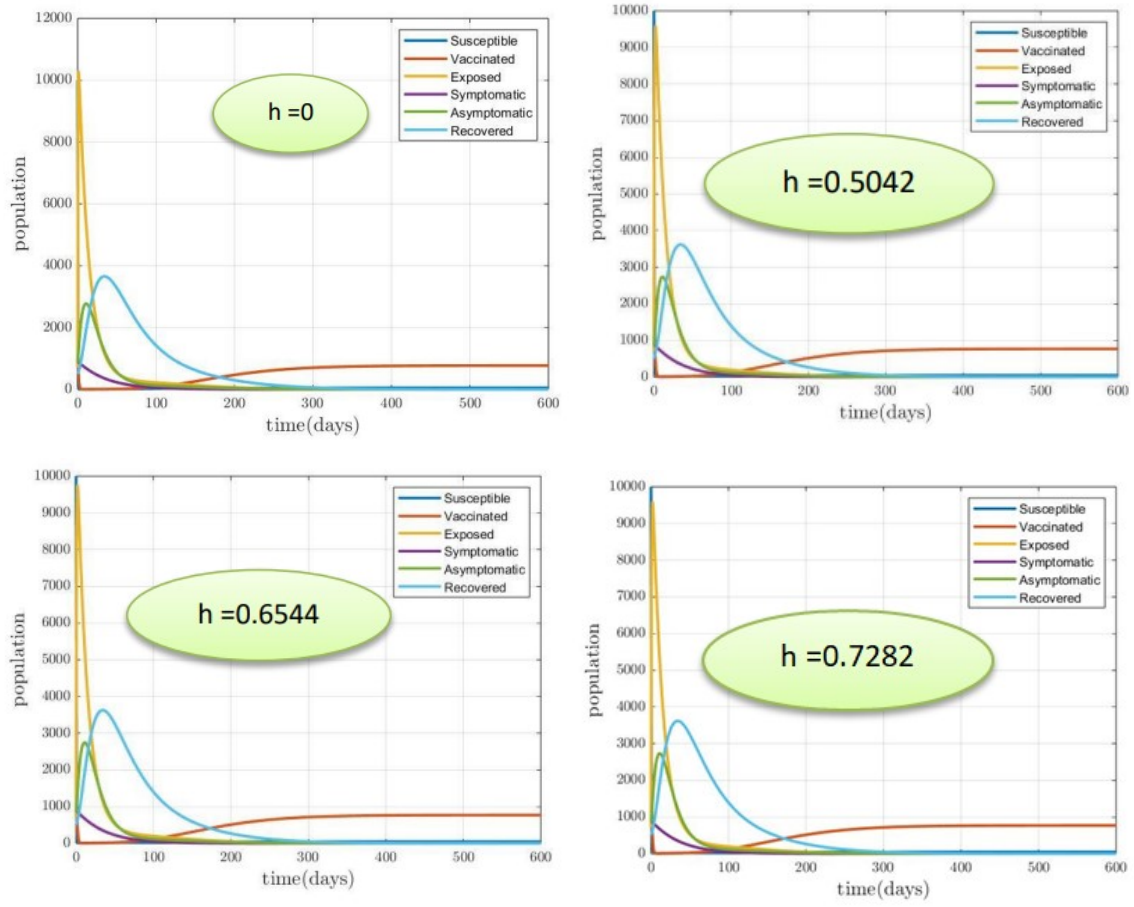 12000
10000
8000
6000
4000
2000
0
population
Susceptible
Vaccinated
Exposed
Symptomatic
Asymptomatic
Recovered
h =0
0 100 200 300 400 500 600
time(days)
10000
9000
8000
7000
6000
5000
4000
3000
2000
1000
0
population
Susceptible
Vaccinated
Exposed
Symptomatic
Asymptomatic
Recovered
h =0.5042
0 100 200 300 400 500 600
time(days)
10000
9000
8000
7000
6000
5000
4000
3000
2000
1000
0
population
Susceptible
Vaccinated
Exposed
Symptomatic
Asymptomatic
Recovered
h =0.6544
0 100 200 300 400 500 600
time(days)
10000
9000
8000
7000
6000
5000
4000
3000
2000
1000
0
population
Susceptible
Vaccinated
Exposed
Symptomatic
Asymptomatic
Recovered
h =0.7282
0 100 200 300 400 500 600
time(days)